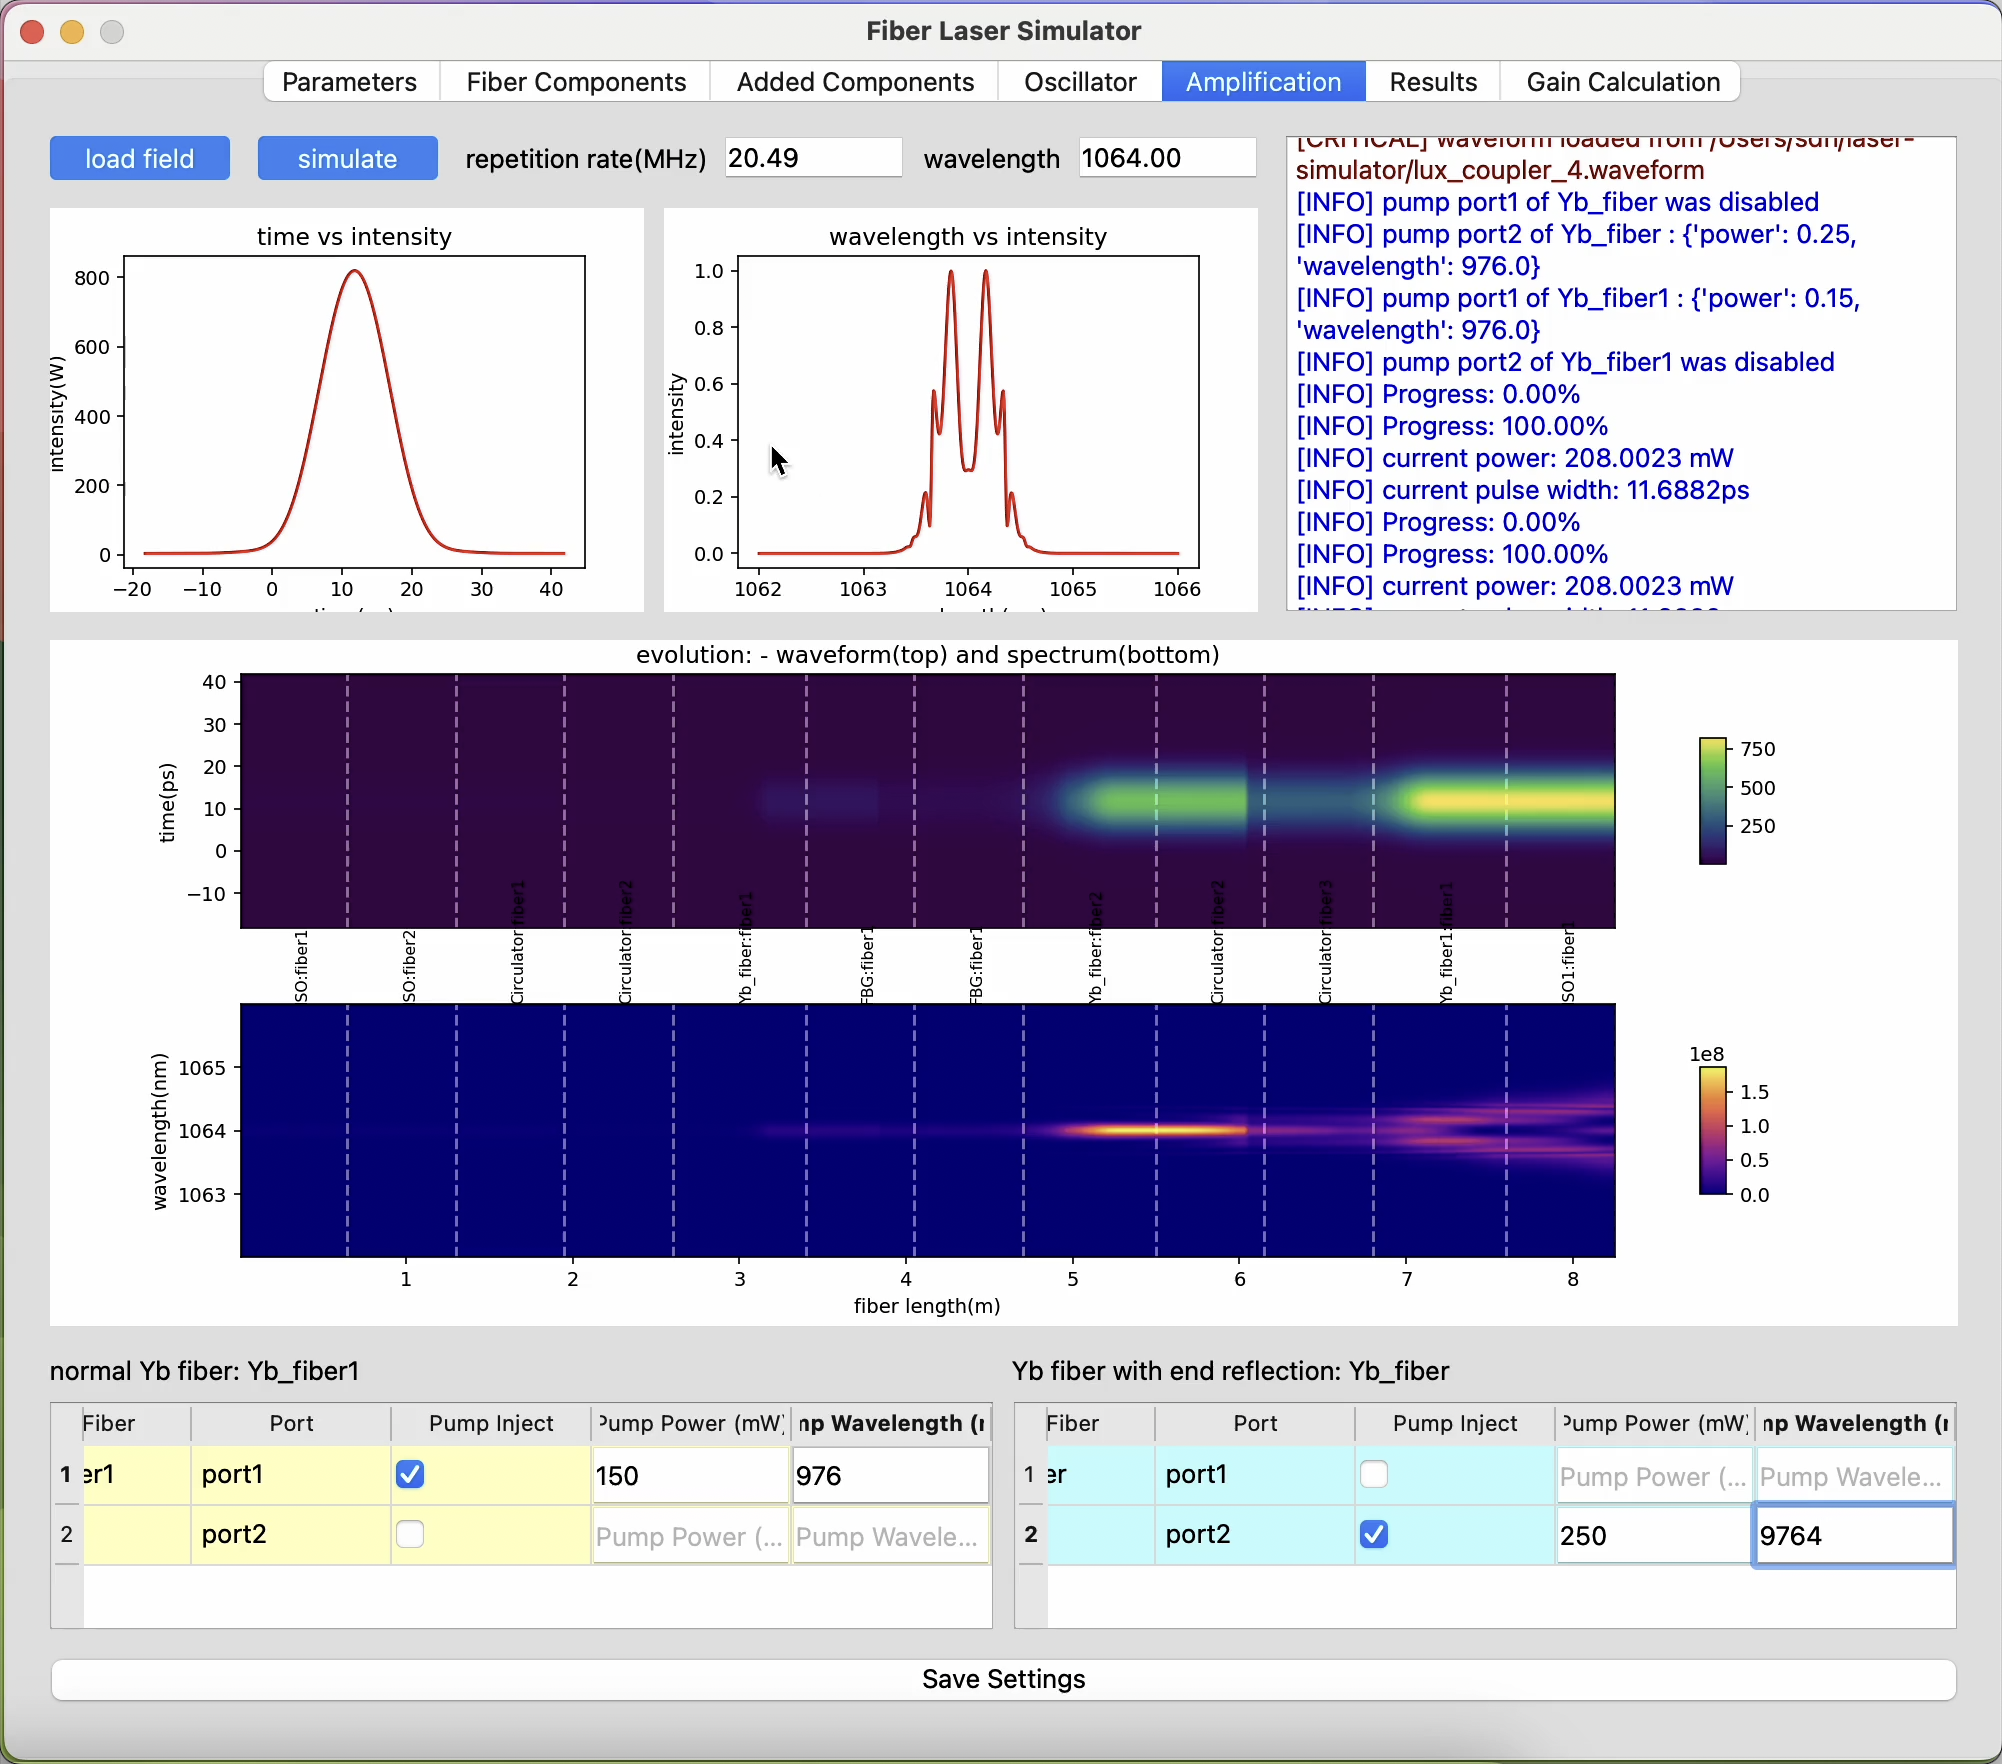 Fiber Laser Simulator
Parameters
Fiber Components
Added Components
Oscillator
Amplification
Results
Gain Calculation
load field
simulate
repetition rate(MHz)
20.49
wavelength
1064.00
[CRITICAL] waveform loaded from /Users/sdn/laser-
simulator/lux_coupler_4.waveform
[INFO] pump port1 of Yb_fiber was disabled
[INFO] pump port2 of Yb_fiber : {'power': 0.25,
'wavelength': 976.0}
[INFO] pump port1 of Yb_fiber1 : {'power': 0.15,
'wavelength': 976.0}
[INFO] pump port2 of Yb_fiber1 was disabled
[INFO] Progress: 0.00%
[INFO] Progress: 100.00%
[INFO] current power: 208.0023 mW
[INFO] current pulse width: 11.6882ps
[INFO] Progress: 0.00%
[INFO] Progress: 100.00%
[INFO] current power: 208.0023 mW
time vs intensity
intensity(W)
800
600
400
200
0
−20 −10 0 10 20 30 40
wavelength vs intensity
intensity
1.0
0.8
0.6
0.4
0.2
0.0
1062 1063 1064 1065 1066
evolution: - waveform(top) and spectrum(bottom)
time(ps)
40
30
20
10
0
−10
750
500
250
SO:fiber1
SO:fiber2
Circulator:fiber1
Circulator:fiber2
Yb_fiber:fiber1
FBG:fiber1
FBG:fiber1
Yb_fiber:fiber2
Circulator:fiber2
Circulator:fiber3
Yb_fiber1:fiber1
SO1:fiber1
wavelength(nm)
1065
1064
1063
1e8
1.5
1.0
0.5
0.0
1 2 3 4 5 6 7 8
fiber length(m)
normal Yb fiber: Yb_fiber1
Fiber Port Pump Inject Pump Power (mW) np Wavelength (r
1 er1 port1 150 976
2 port2 Pump Power (... Pump Wavele...
Yb fiber with end reflection: Yb_fiber
Fiber Port Pump Inject Pump Power (mW) np Wavelength (r
1 er port1 Pump Power (... Pump Wavele...
2 port2 250 9764
Save Settings